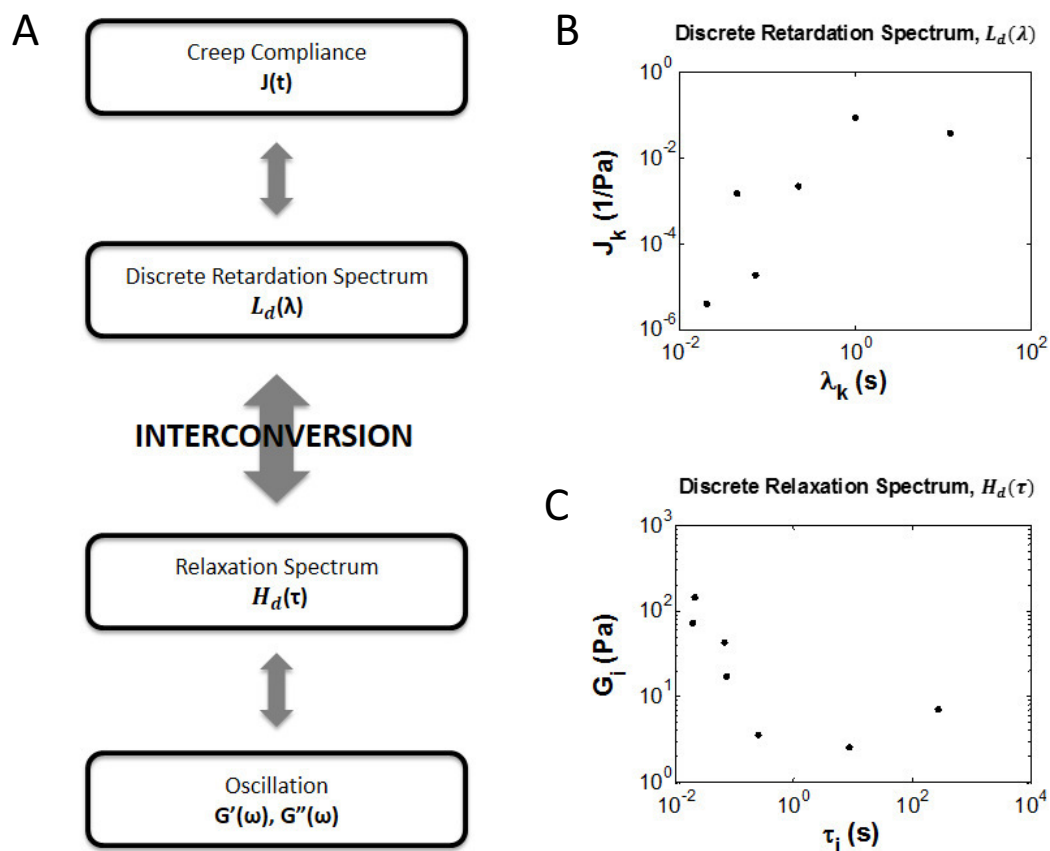 A
Creep Compliance
J(t)
Discrete Retardation Spectrum
L_d(λ)
INTERCONVERSION
Relaxation Spectrum
H_d(τ)
Oscillation
G'(ω), G''(ω)
B
Discrete Retardation Spectrum, L_d(λ)
J_k (1/Pa)
10^0
10^-2
10^-4
10^-6
10^-2
10^0
10^2
λ_k (s)
C
Discrete Relaxation Spectrum, H_d(τ)
G_i (Pa)
10^3
10^2
10^1
10^0
10^-2
10^0
10^2
10^4
τ_i (s)